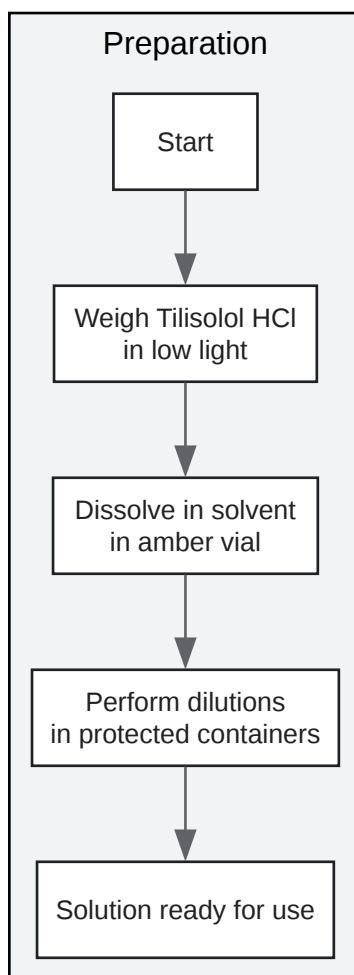 Preparation
Start
Weigh Tilisolol HCl
in low light
Dissolve in solvent
in amber vial
Perform dilutions
in protected containers
Solution ready for use